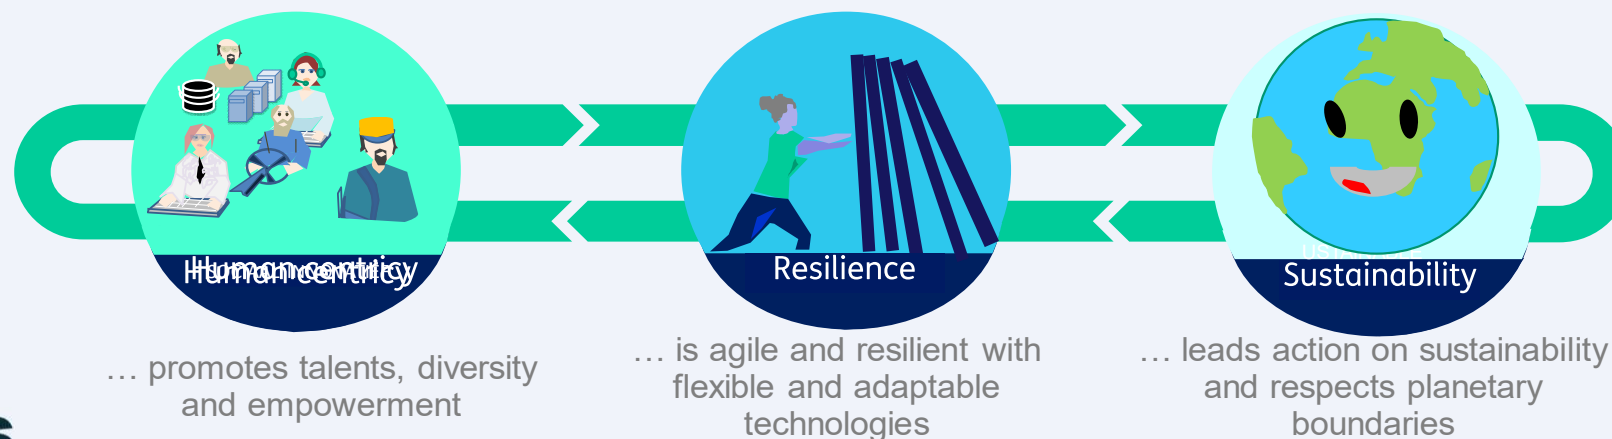 Human centricy
Resilience
Sustainability
… promotes talents, diversity
and empowerment
… is agile and resilient with
flexible and adaptable
technologies
… leads action on sustainability
and respects planetary
boundaries